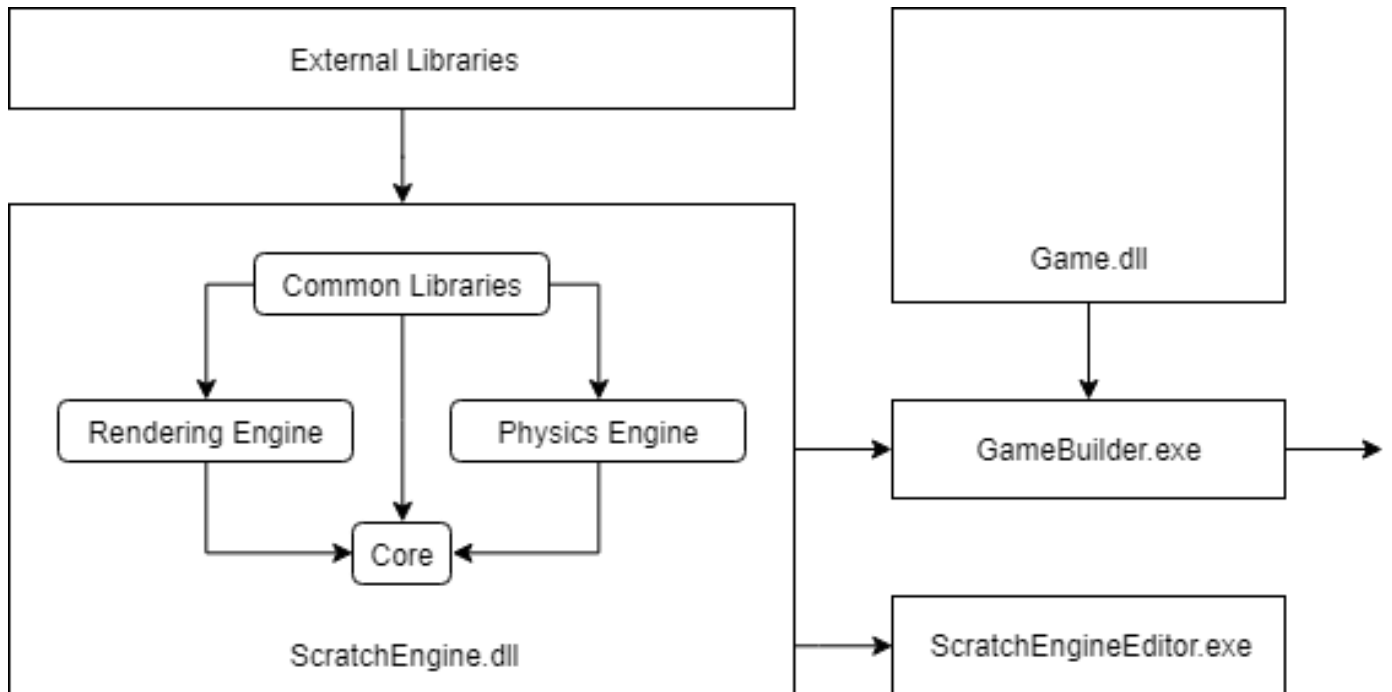 External Libraries
Common Libraries
Rendering Engine
Physics Engine
Core
ScratchEngine.dll
Game.dll
GameBuilder.exe
ScratchEngineEditor.exe